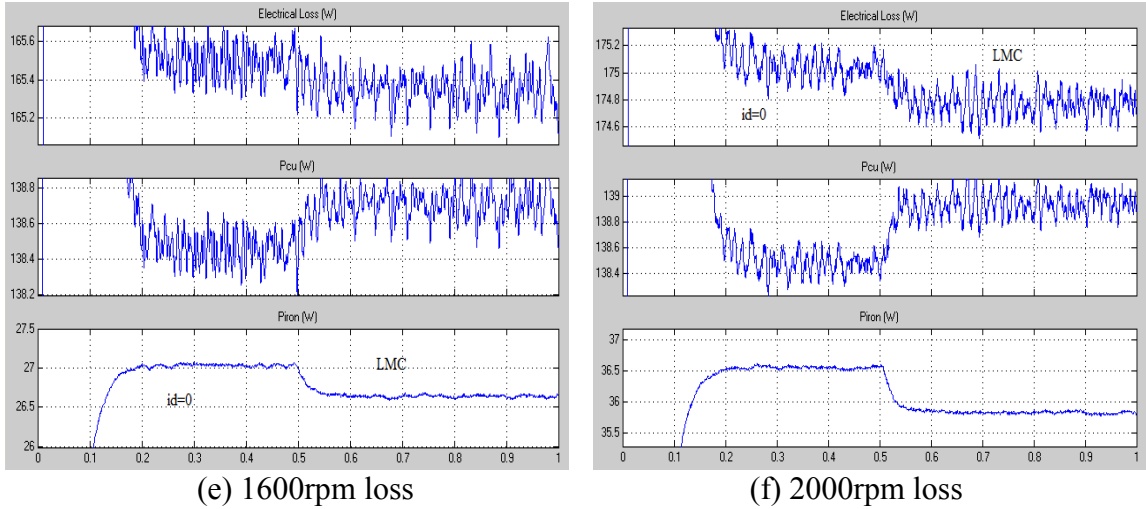 Electrical Loss (W)
165.6
165.4
165.2
Pcu (W)
138.8
138.6
138.4
138.2
Piron (W)
27.5
27
26.5
26
LMC
id=0
0 0.1 0.2 0.3 0.4 0.5 0.6 0.7 0.8 0.9 1
(e) 1600rpm loss
Electrical Loss (W)
175.2
175
174.8
174.6
LMC
id=0
Pcu (W)
139
138.8
138.6
138.4
Piron (W)
37
36.5
36
35.5
0 0.1 0.2 0.3 0.4 0.5 0.6 0.7 0.8 0.9 1
(f) 2000rpm loss